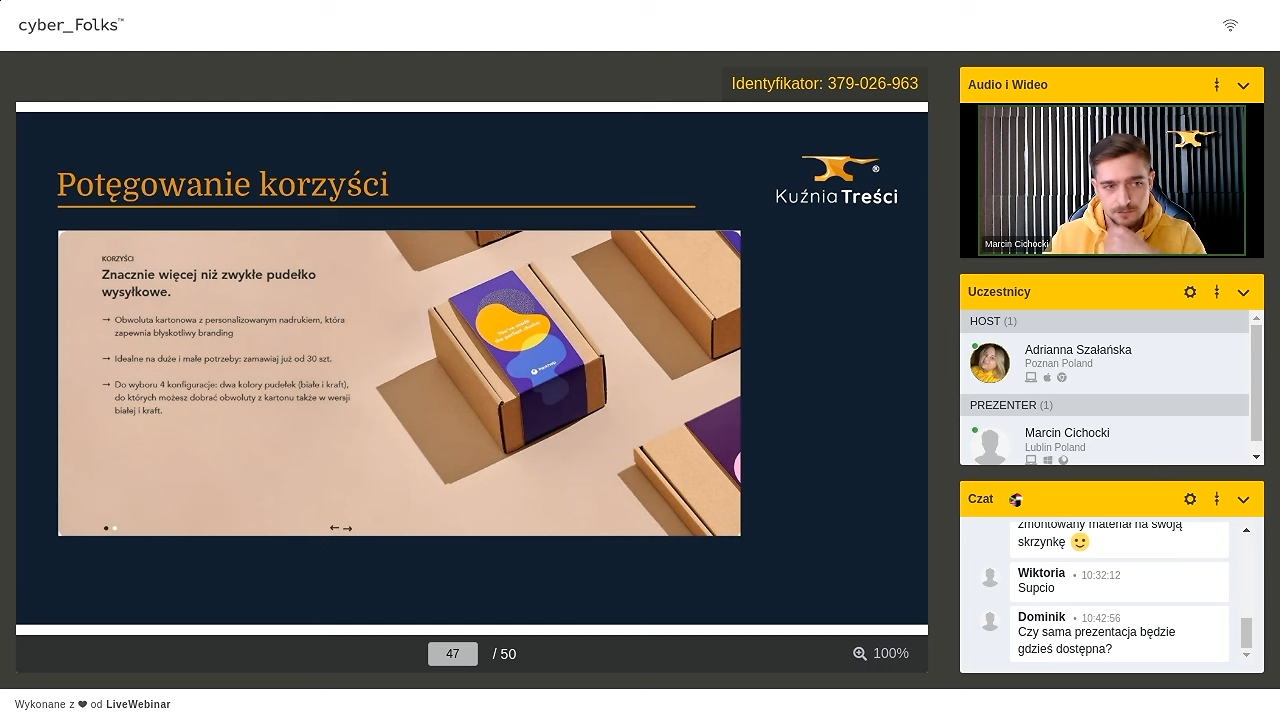 cyber_Folks™
Identyfikator: 379-026-963
Potęgowanie korzyści
Kuźnia Treści ®
KORZYŚCI
Znacznie więcej niż zwykłe pudełko
wysyłkowe.
→ Obwoluta kartonowa z personalizowanym nadrukiem, która
zapewnia błyskotliwy branding
→ Idealne na duże i małe potrzeby: zamawiaj już od 30 szt.
→ Do wyboru 4 konfiguracje: dwa kolory pudełek (białe i kraft),
do których możesz dobrać obwoluty z kartonu także w wersji
białej i kraft.
←→
47 / 50
100%
Audio i Wideo
Marcin Cichocki
Uczestnicy
HOST (1)
Adrianna Szałańska
Poznan Poland
PREZENTER (1)
Marcin Cichocki
Lublin Poland
Czat
zmontowany materiał na swoją
skrzynkę 🙂
Wiktoria • 10:32:12
Supcio
Dominik • 10:42:56
Czy sama prezentacja będzie
gdzieś dostępna?
Wykonane z ❤ od LiveWebinar